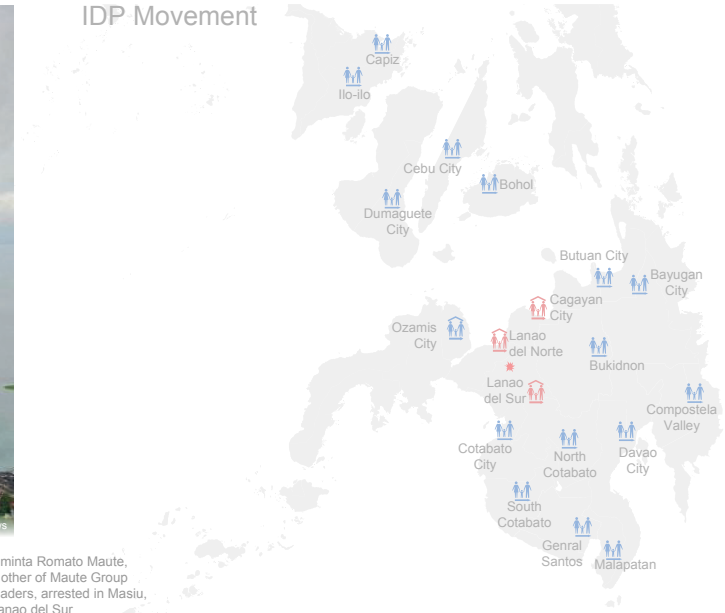 IDP Movement
Capiz
Ilo-ilo
Cebu City
Bohol
Dumaguete
City
Butuan City
Bayugan
City
Cagayan
City
Ozamis
City
Lanao
del Norte
Bukidnon
Lanao
del Sur
Compostela
Valley
Cotabato
City
North
Cotabato
Davao
City
South
Cotabato
Genral
Santos
Malapatan
minta Romato Maute,
other of Maute Group
aders, arrested in Masiu,
anao del Sur